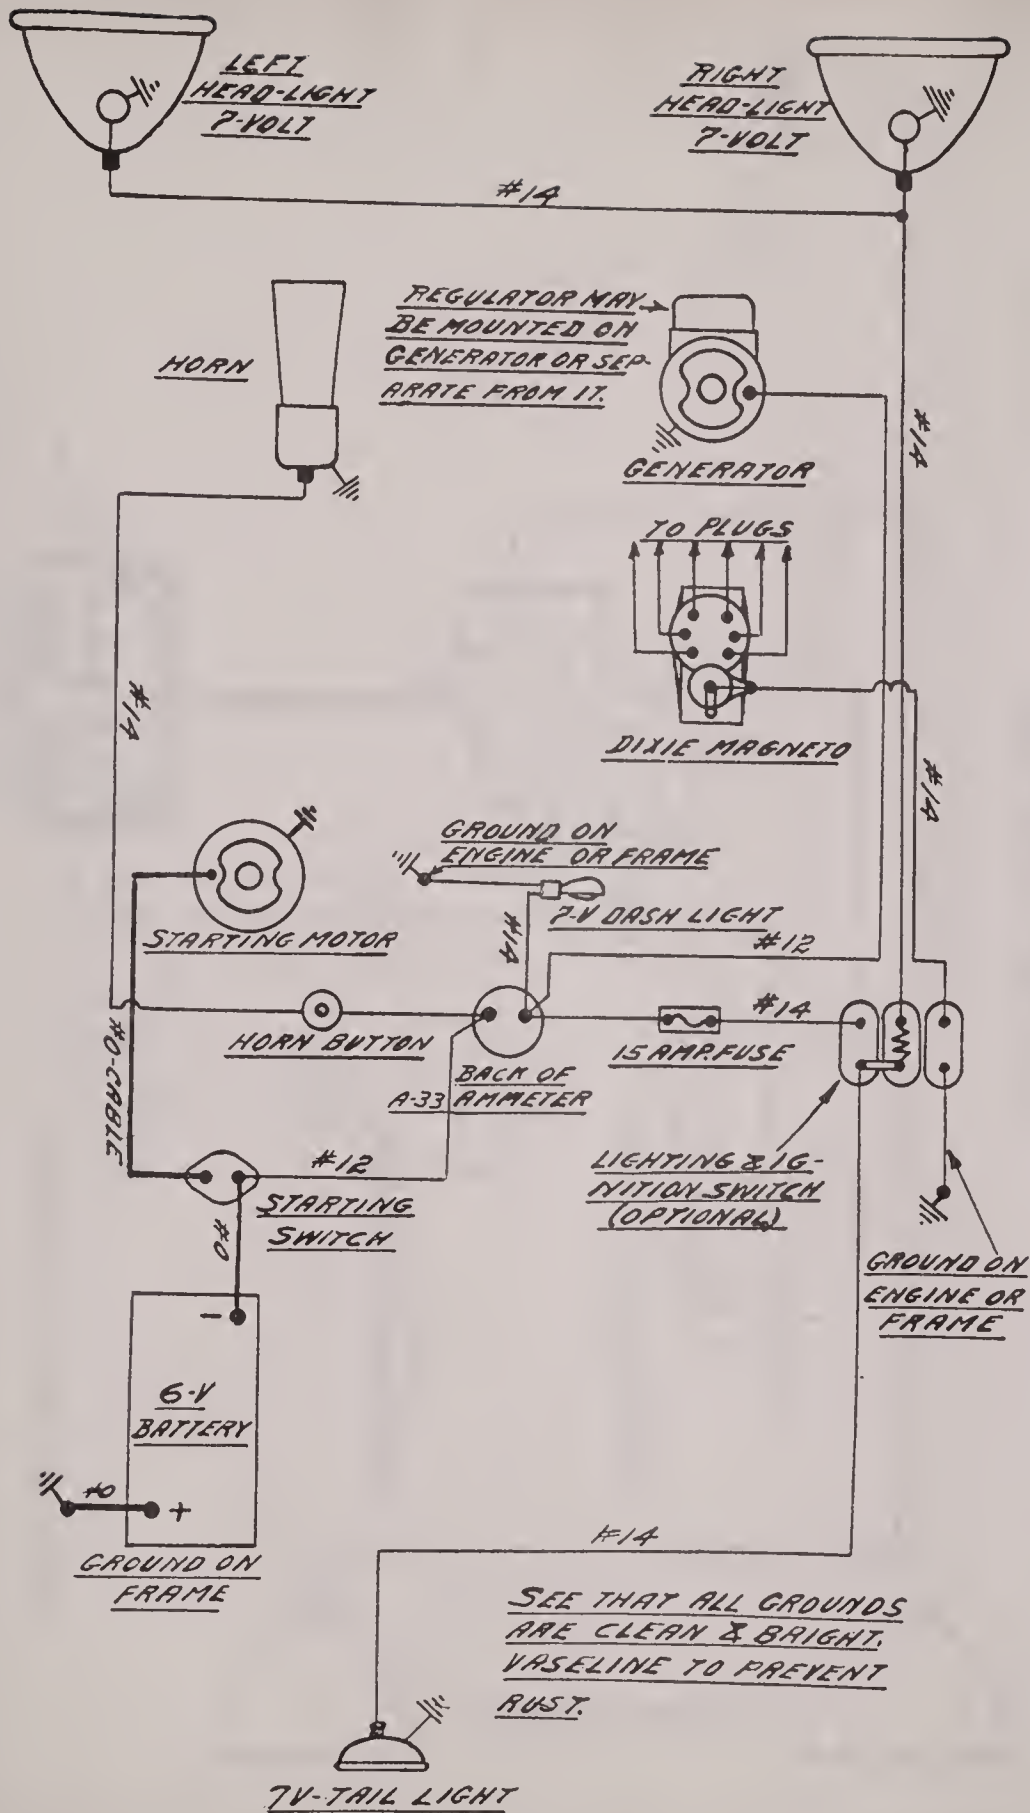 LEFT
HEAD-LIGHT
7-VOLT
RIGHT
HEAD-LIGHT
7-VOLT
#14
REGULATOR MAY
BE MOUNTED ON
GENERATOR OR SEP-
ARATE FROM IT.
HORN
#14
GENERATOR
TO PLUGS
#14
DIXIE MAGNETO
#14
GROUND ON
ENGINE OR FRAME
7-V DASH LIGHT
#14
#12
STARTING MOTOR
#14
HORN BUTTON
15 AMP. FUSE
BACK OF
A-33 AMMETER
#0-CABLE
#12
STARTING
SWITCH
LIGHTING & IG-
NITION SWITCH
(OPTIONAL)
#0
GROUND ON
ENGINE OR
FRAME
-
6-V
BATTERY
#0
+
GROUND ON
FRAME
#14
SEE THAT ALL GROUNDS
ARE CLEAN & BRIGHT.
VASELINE TO PREVENT
RUST.
7V-TAIL LIGHT